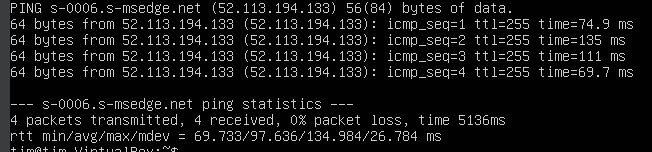 PING s-0006.s-msedge.net (52.113.194.133) 56(84) bytes of data.
64 bytes from 52.113.194.133 (52.113.194.133): icmp_seq=1 ttl=255 time=74.9 ms
64 bytes from 52.113.194.133 (52.113.194.133): icmp_seq=2 ttl=255 time=135 ms
64 bytes from 52.113.194.133 (52.113.194.133): icmp_seq=3 ttl=255 time=111 ms
64 bytes from 52.113.194.133 (52.113.194.133): icmp_seq=4 ttl=255 time=69.7 ms
--- s-0006.s-msedge.net ping statistics ---
4 packets transmitted, 4 received, 0% packet loss, time 5136ms
rtt min/avg/max/mdev = 69.733/97.636/134.984/26.784 ms
tim@tim-VirtualBox:~$